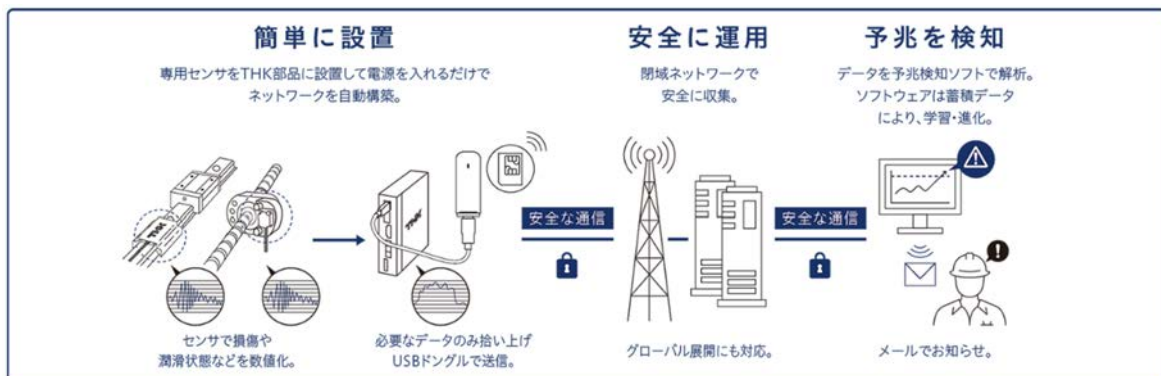 簡単に設置
専用センサをTHK部品に設置して電源を入れるだけで
ネットワークを自動構築。
安全に運用
閉域ネットワークで
安全に収集。
予兆を検知
データを予兆検知ソフトで解析。
ソフトウェアは蓄積データ
により、学習・進化。
THK
THK
安全な通信
安全な通信
センサで損傷や
潤滑状態などを数値化。
必要なデータのみ拾い上げ
USBドングルで送信。
グローバル展開にも対応。
メールでお知らせ。